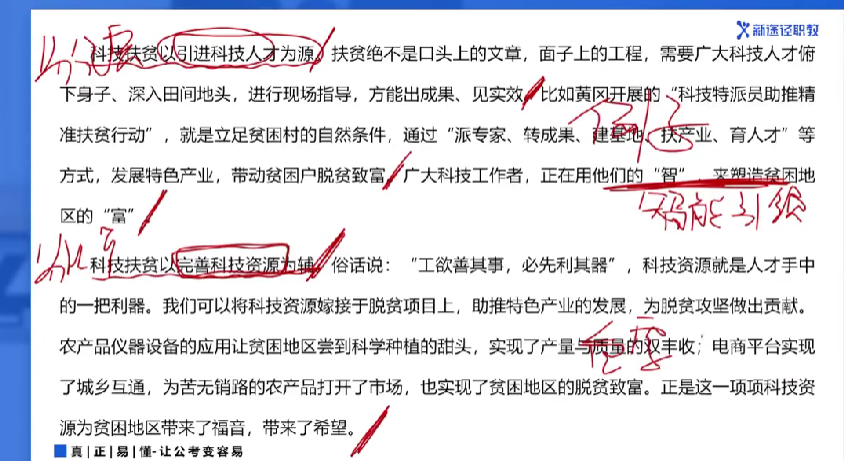 新途径职教
科技扶贫以引进科技人才为源。扶贫绝不是口头上的文章，面子上的工程，需要广大科技人才俯
下身子、深入田间地头，进行现场指导，方能出成果、见实效。比如黄冈开展的“科技特派员助推精
准扶贫行动”，就是立足贫困村的自然条件，通过“派专家、转成果、建基地、扶产业、育人才”等
方式，发展特色产业，带动贫困户脱贫致富。广大科技工作者，正在用他们的“智”，来塑造贫困地
区的“富”
智能引领
科技扶贫以完善科技资源为辅。俗话说：“工欲善其事，必先利其器”，科技资源就是人才手中
的一把利器。我们可以将科技资源嫁接于脱贫项目上，助推特色产业的发展，为脱贫攻坚做出贡献。
农产品仪器设备的应用让贫困地区尝到科学种植的甜头，实现了产量与质量的双丰收；电商平台实现
了城乡互通，为苦无销路的农产品打开了市场，也实现了贫困地区的脱贫致富。正是这一项项科技资
源为贫困地区带来了福音，带来了希望。
真|正|易|懂-让公考变容易